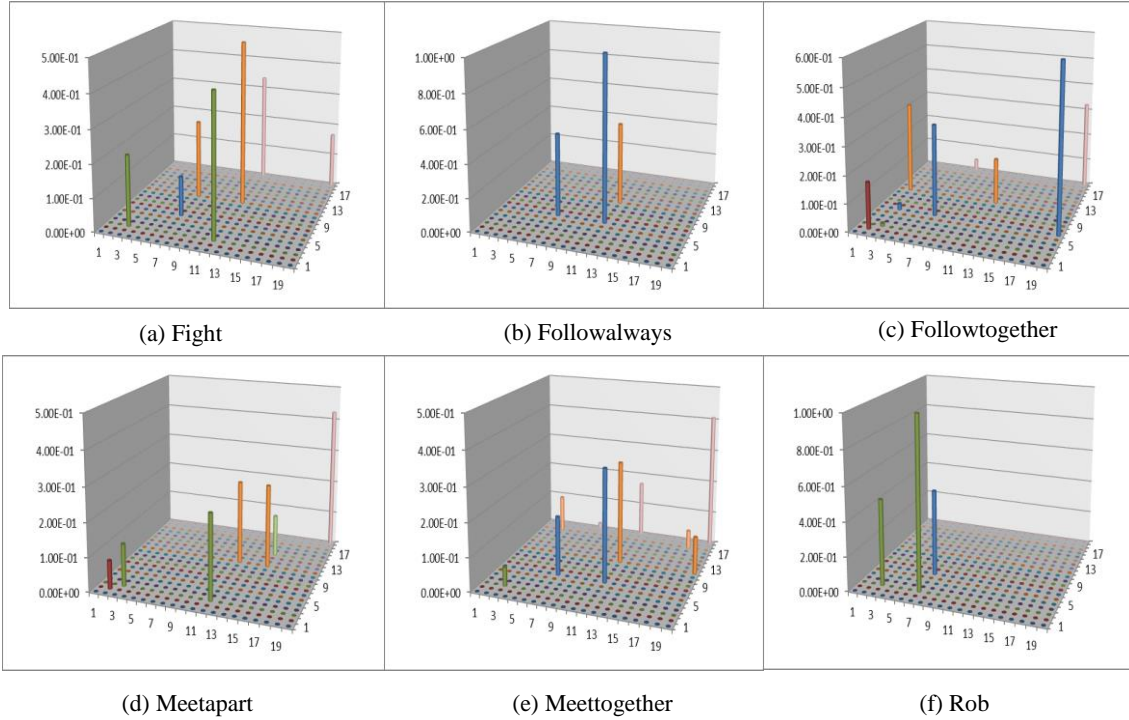 5.00E-01
4.00E-01
3.00E-01
2.00E-01
1.00E-01
0.00E+00
1 3 5 7 9 11 13 15 17 19
1 5 9 13 17
(a) Fight
1.00E+00
8.00E-01
6.00E-01
4.00E-01
2.00E-01
0.00E+00
1 3 5 7 9 11 13 15 17 19
1 5 9 13 17
(b) Followalways
6.00E-01
5.00E-01
4.00E-01
3.00E-01
2.00E-01
1.00E-01
0.00E+00
1 3 5 7 9 11 13 15 17 19
1 5 9 13 17
(c) Followtogether
5.00E-01
4.00E-01
3.00E-01
2.00E-01
1.00E-01
0.00E+00
1 3 5 7 9 11 13 15 17 19
1 5 9 13 17
(d) Meetapart
5.00E-01
4.00E-01
3.00E-01
2.00E-01
1.00E-01
0.00E+00
1 3 5 7 9 11 13 15 17 19
1 5 9 13 17
(e) Meettogether
1.00E+00
8.00E-01
6.00E-01
4.00E-01
2.00E-01
0.00E+00
1 3 5 7 9 11 13 15 17 19
1 5 9 13 17
(f) Rob